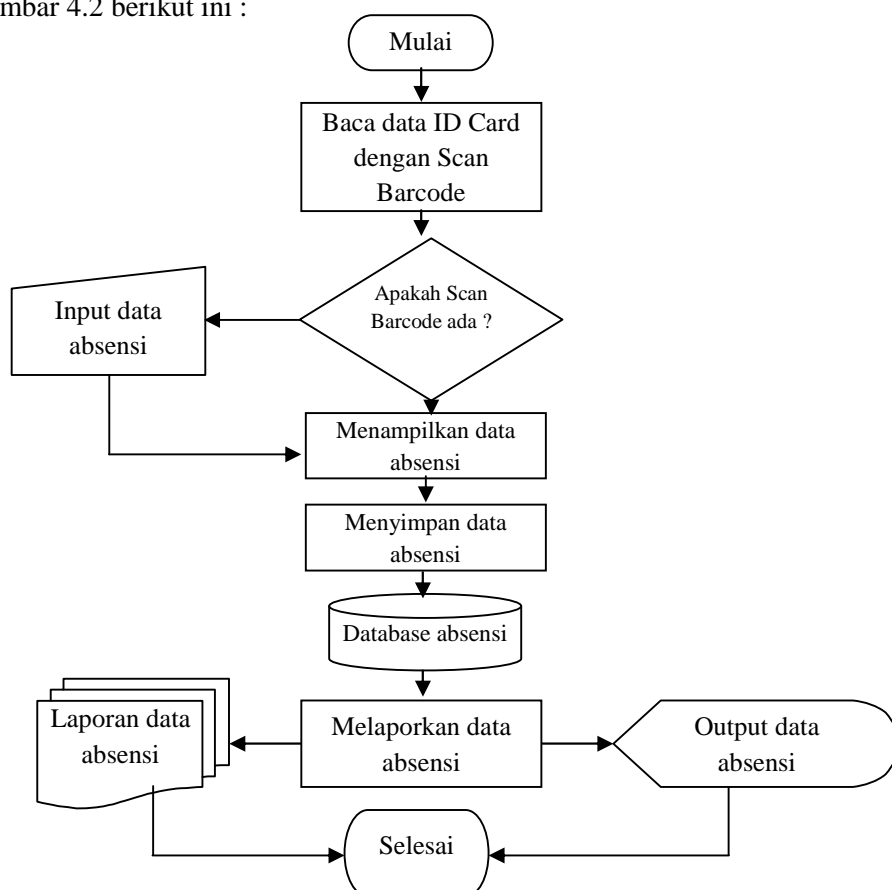 mbar 4.2 berikut ini :
Mulai
Baca data ID Card
dengan Scan
Barcode
Apakah Scan
Barcode ada ?
Input data
absensi
Menampilkan data
absensi
Menyimpan data
absensi
Database absensi
Laporan data
absensi
Melaporkan data
absensi
Output data
absensi
Selesai